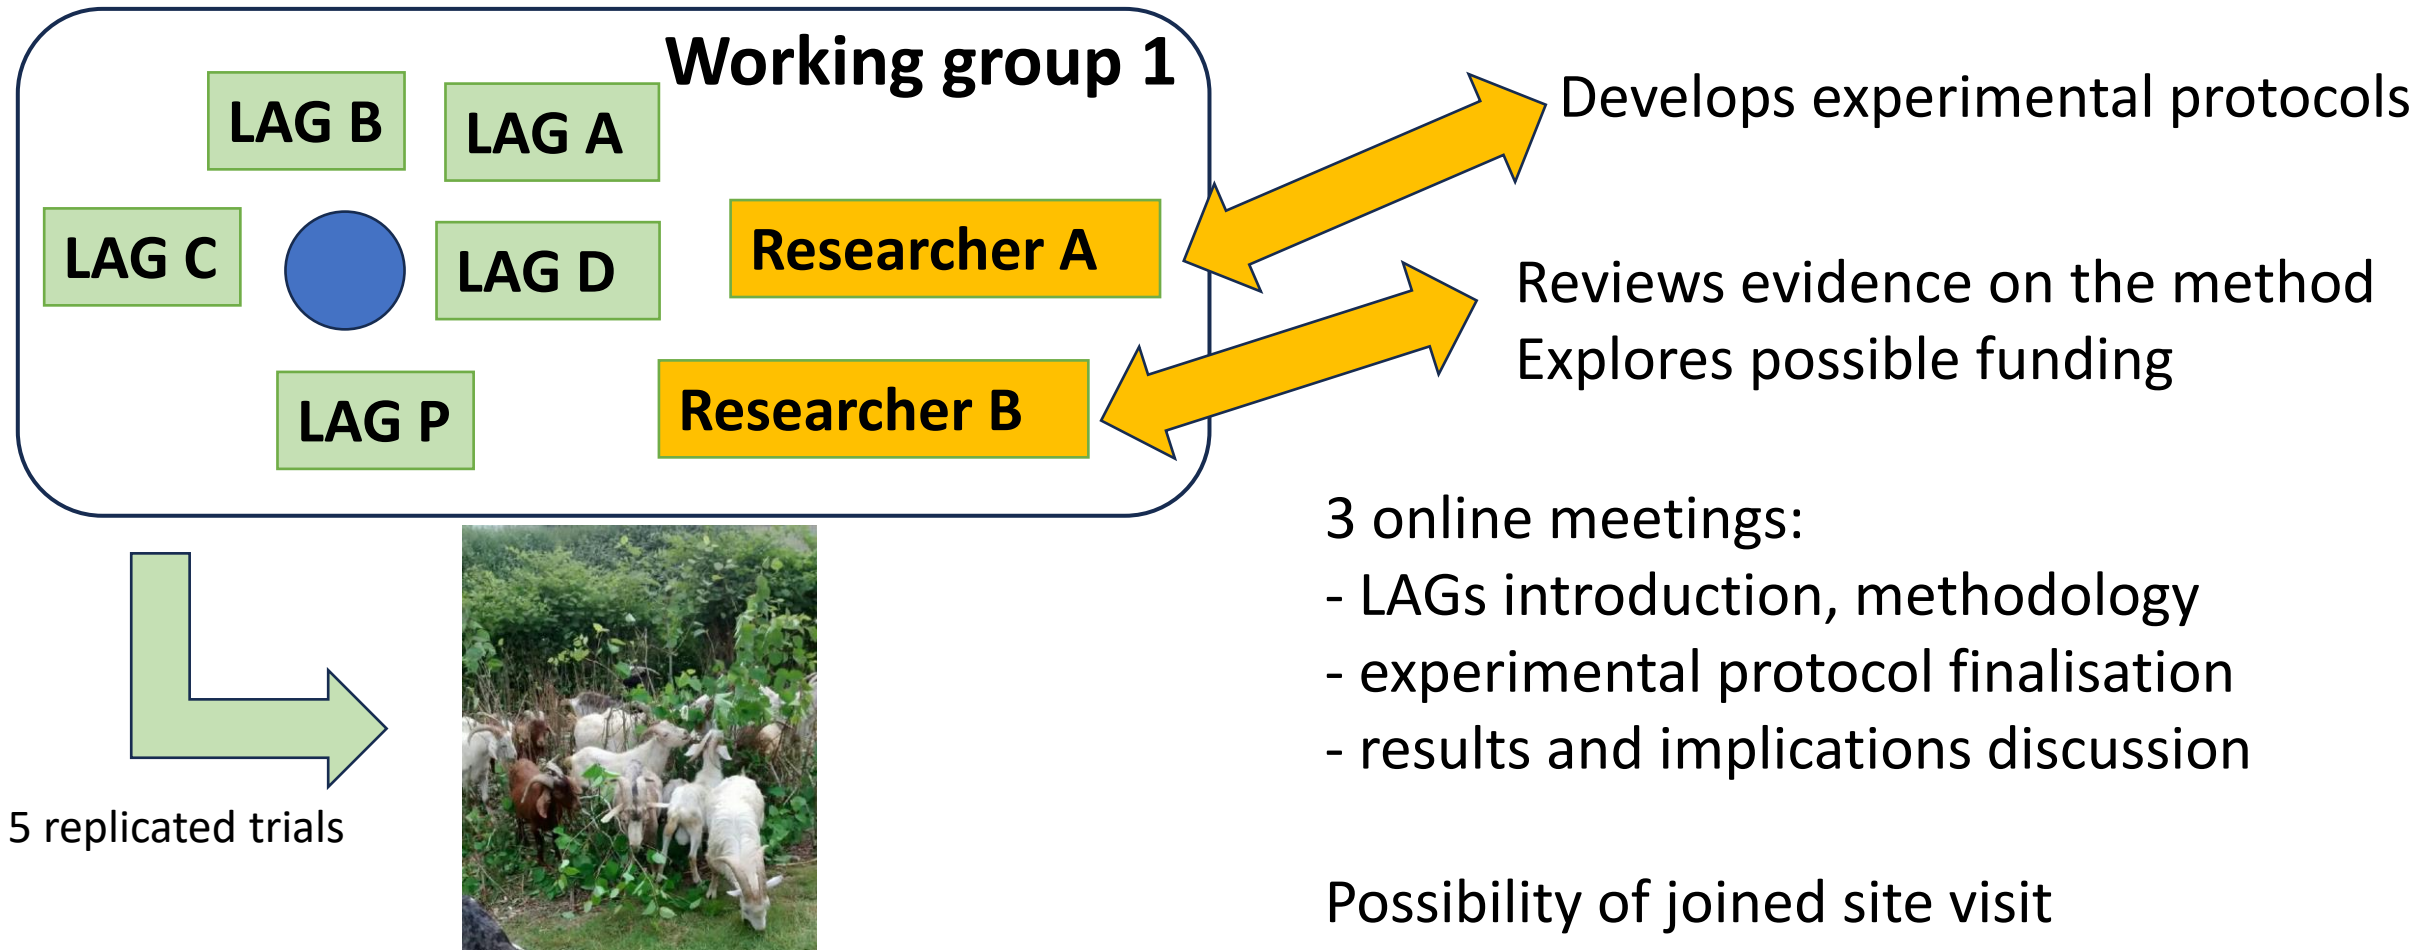 Working group 1
LAG B
LAG A
LAG C
LAG D
LAG P
Researcher A
Researcher B
Develops experimental protocols
Reviews evidence on the method
Explores possible funding
5 replicated trials
3 online meetings:
- LAGs introduction, methodology
- experimental protocol finalisation
- results and implications discussion
Possibility of joined site visit